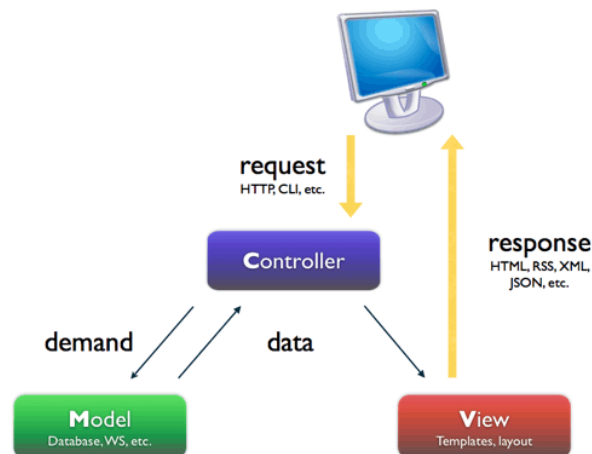 request
HTTP, CLI, etc.
Controller
response
HTML, RSS, XML,
JSON, etc.
demand
data
Model
Database, WS, etc.
View
Templates, layout